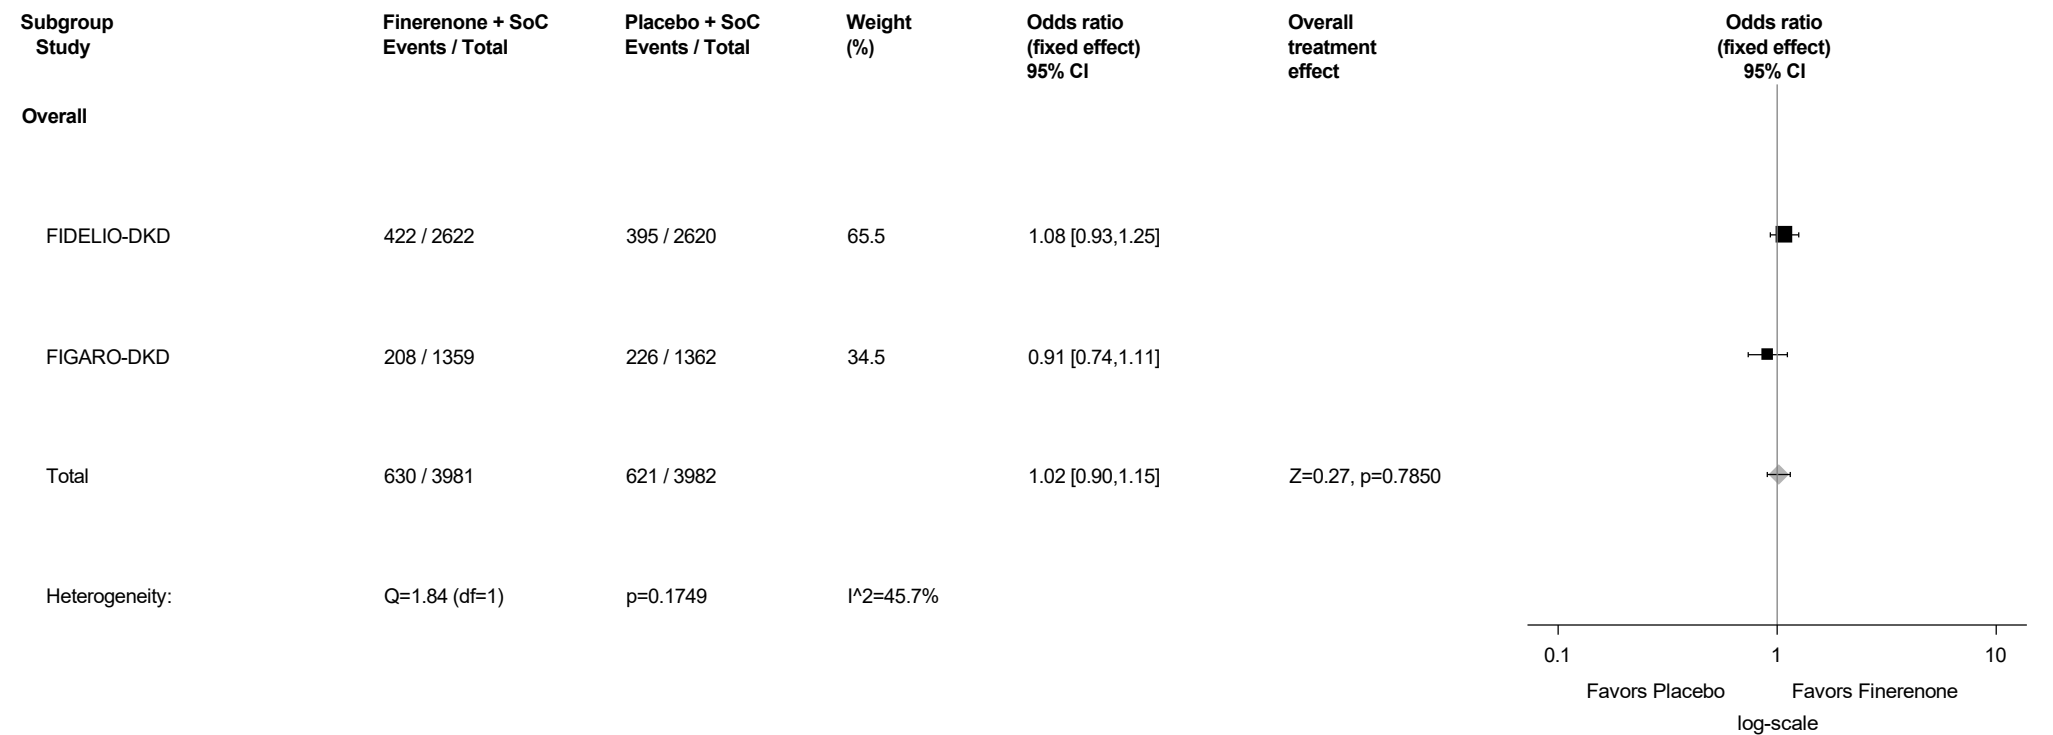 Subgroup Finerenone + SoC Placebo + SoC Weight Odds ratio Overall Odds ratio
Study Events / Total Events / Total (%) (fixed effect) treatment (fixed effect)
95% CI effect 95% CI
Overall
FIDELIO-DKD 422 / 2622 395 / 2620 65.5 1.08 [0.93,1.25]
FIGARO-DKD 208 / 1359 226 / 1362 34.5 0.91 [0.74,1.11]
Total 630 / 3981 621 / 3982 1.02 [0.90,1.15] Z=0.27, p=0.7850
Heterogeneity: Q=1.84 (df=1) p=0.1749 I^2=45.7%
0.1 1 10
Favors Placebo Favors Finerenone
log-scale